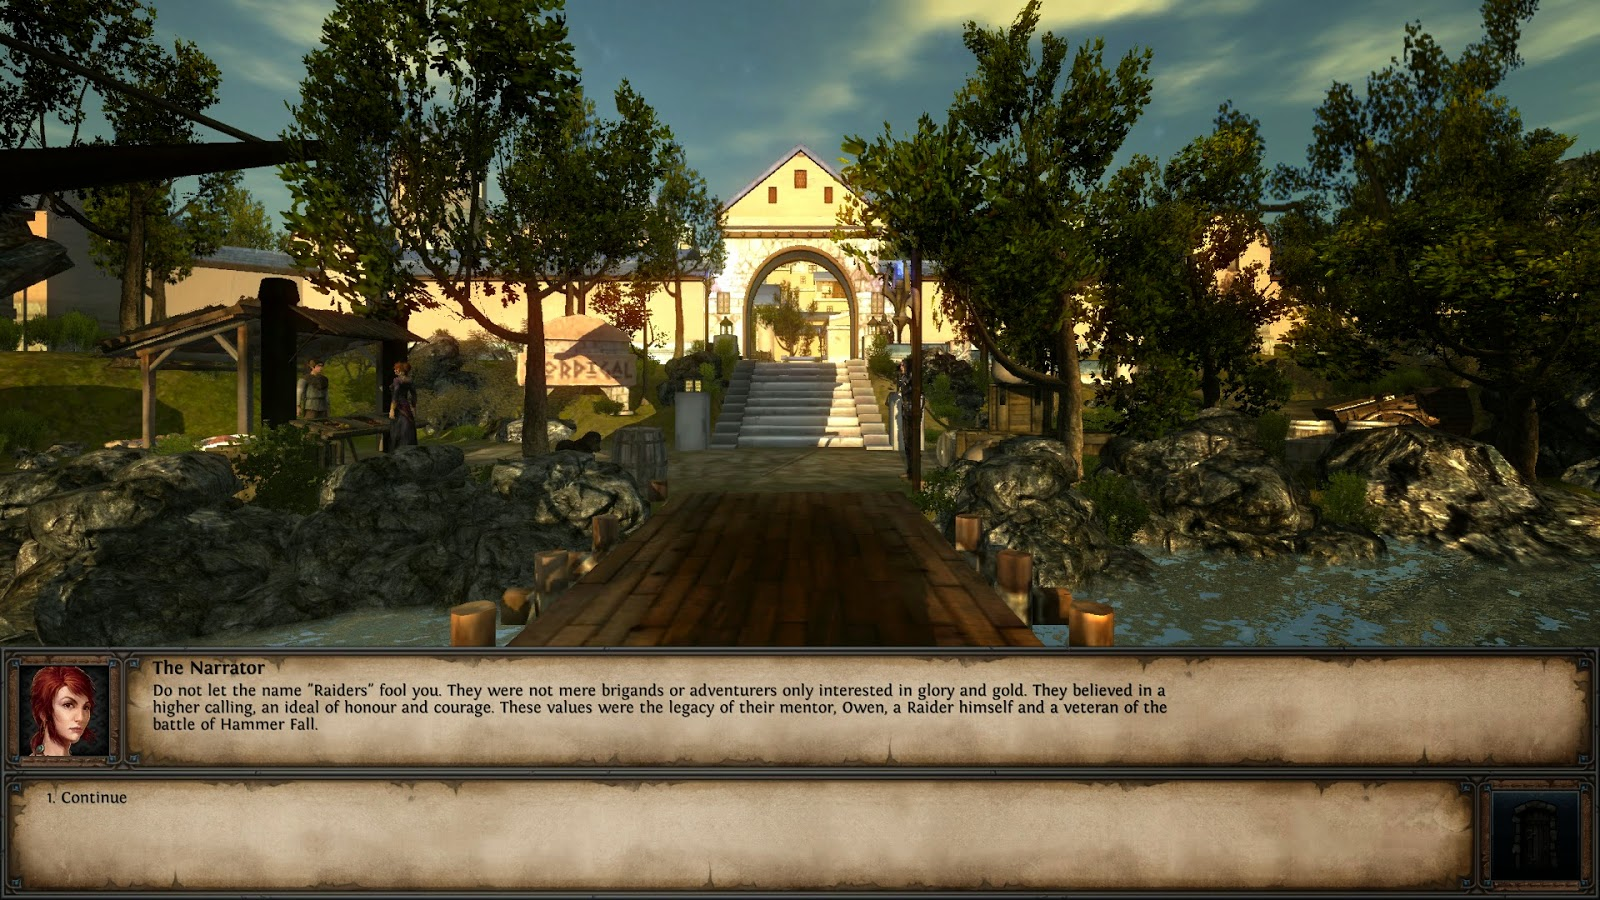 The Narrator
Do not let the name "Raiders" fool you. They were not mere brigands or adventurers only interested in glory and gold. They believed in a
higher calling, an ideal of honour and courage. These values were the legacy of their mentor, Owen, a Raider himself and a veteran of the
battle of Hammer Fall.
1. Continue